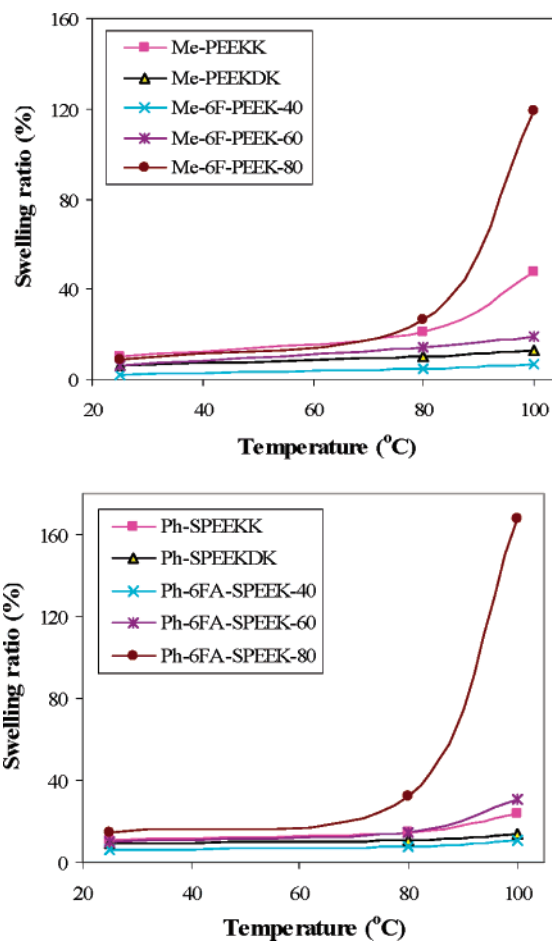 160
120
80
40
0
Swelling ratio (%)
Me-PEEKK
Me-PEEKDK
Me-6F-PEEK-40
Me-6F-PEEK-60
Me-6F-PEEK-80
20 40 60 80 100
Temperature (°C)
160
120
80
40
0
Swelling ratio (%)
Ph-SPEEKK
Ph-SPEEKDK
Ph-6FA-SPEEK-40
Ph-6FA-SPEEK-60
Ph-6FA-SPEEK-80
20 40 60 80 100
Temperature (°C)